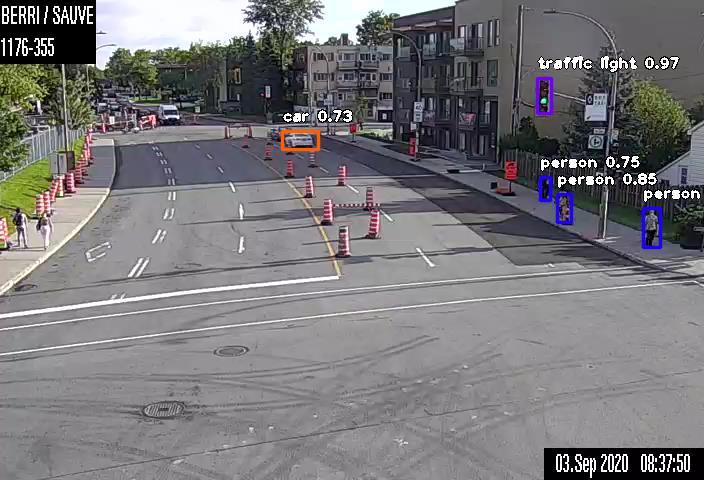 BERRI / SAUVE
1176-355
traffic light 0.97
car 0.73
person 0.75
person 0.85
person
03.Sep 2020 08:37:50